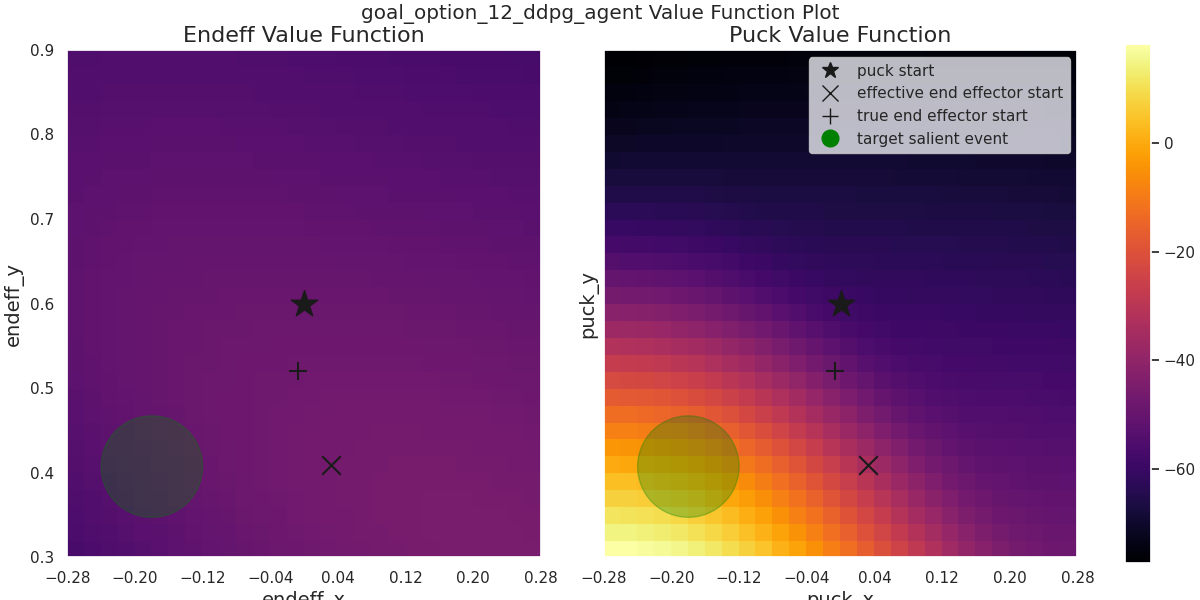 goal_option_12_ddpg_agent Value Function Plot
Endeff Value Function
0.9
0.8
0.7
0.6
0.5
0.4
0.3
endeff_y
−0.28 −0.20 −0.12 −0.04 0.04 0.12 0.20 0.28
endeff_x
Puck Value Function
puck start
effective end effector start
true end effector start
target salient event
puck_y
−0.28 −0.20 −0.12 −0.04 0.04 0.12 0.20 0.28
puck_x
0
−20
−40
−60